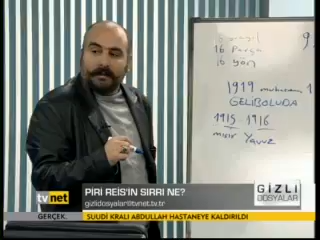 16 Parça
16 yön
1919
GELİBOLUDA
1915 - 1916
mısır YAVUZ
PİRİ REİS'İN SIRRI NE?
gizlidosyalar@tvnet.tv.tr
tvnet
GİZLİ
DOSYALAR
GERÇEK.
SUUDİ KRALI ABDULLAH HASTANEYE KALDIRILDI